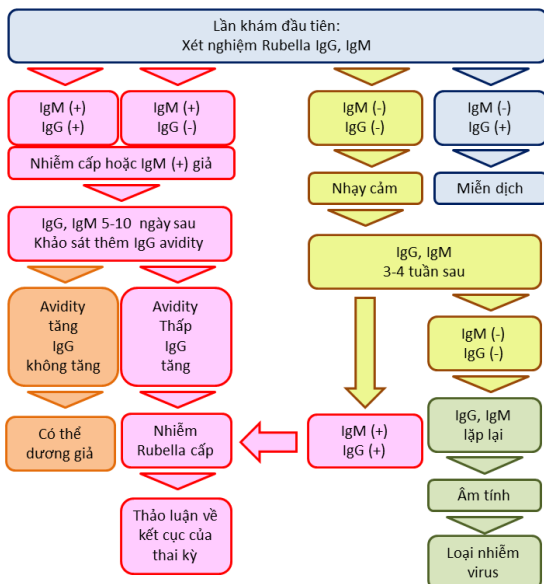 Lần khám đầu tiên:
Xét nghiệm Rubella IgG, IgM
IgM (+)
IgG (+)
IgM (+)
IgG (-)
IgM (-)
IgG (-)
IgM (-)
IgG (+)
Nhiễm cấp hoặc IgM (+) giả
Nhạy cảm
Miễn dịch
IgG, IgM 5-10 ngày sau
Khảo sát thêm IgG avidity
IgG, IgM
3-4 tuần sau
Avidity
tăng
IgG
không tăng
Avidity
Thấp
IgG
tăng
IgM (-)
IgG (-)
Có thể
dương giả
Nhiễm
Rubella cấp
IgM (+)
IgG (+)
IgG, IgM
lặp lại
Âm tính
Thảo luận về
kết cục của
thai kỳ
Loại nhiễm
virus